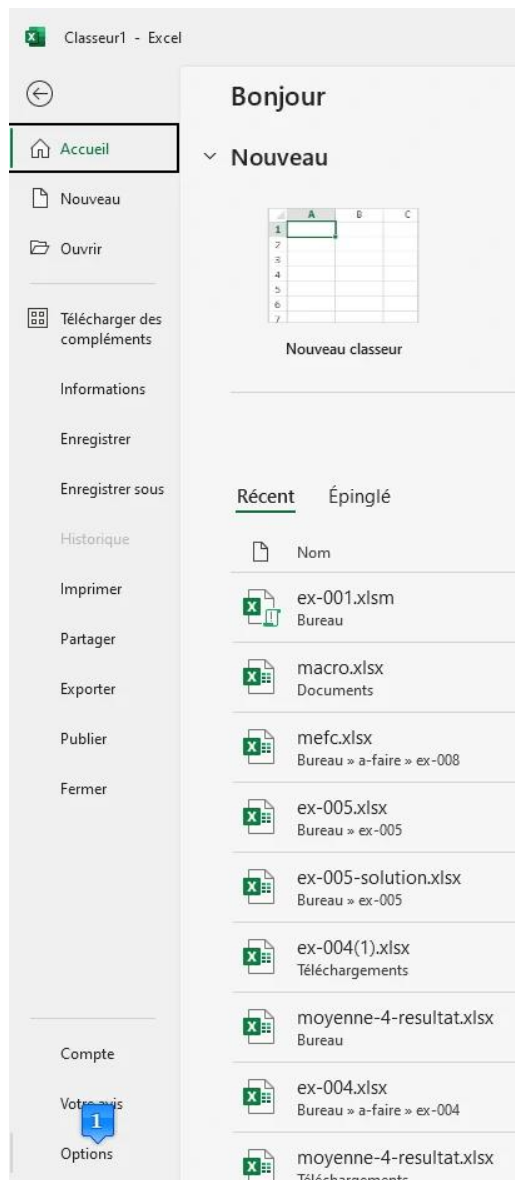 Classeur1 - Excel
Bonjour
Accueil
Nouveau
Nouveau
Ouvrir
A B C
1
2
3
4
5
6
7
Nouveau classeur
Télécharger des
compléments
Informations
Enregistrer
Enregistrer sous
Historique
Imprimer
Partager
Exporter
Publier
Fermer
Compte
Votre avis
1
Options
Récent Épinglé
Nom
ex-001.xlsm
Bureau
macro.xlsx
Documents
mefc.xlsx
Bureau » a-faire » ex-008
ex-005.xlsx
Bureau » ex-005
ex-005-solution.xlsx
Bureau » ex-005
ex-004(1).xlsx
Téléchargements
moyenne-4-resultat.xlsx
Bureau
ex-004.xlsx
Bureau » a-faire » ex-004
moyenne-4-resultat.xlsx
Téléchargements